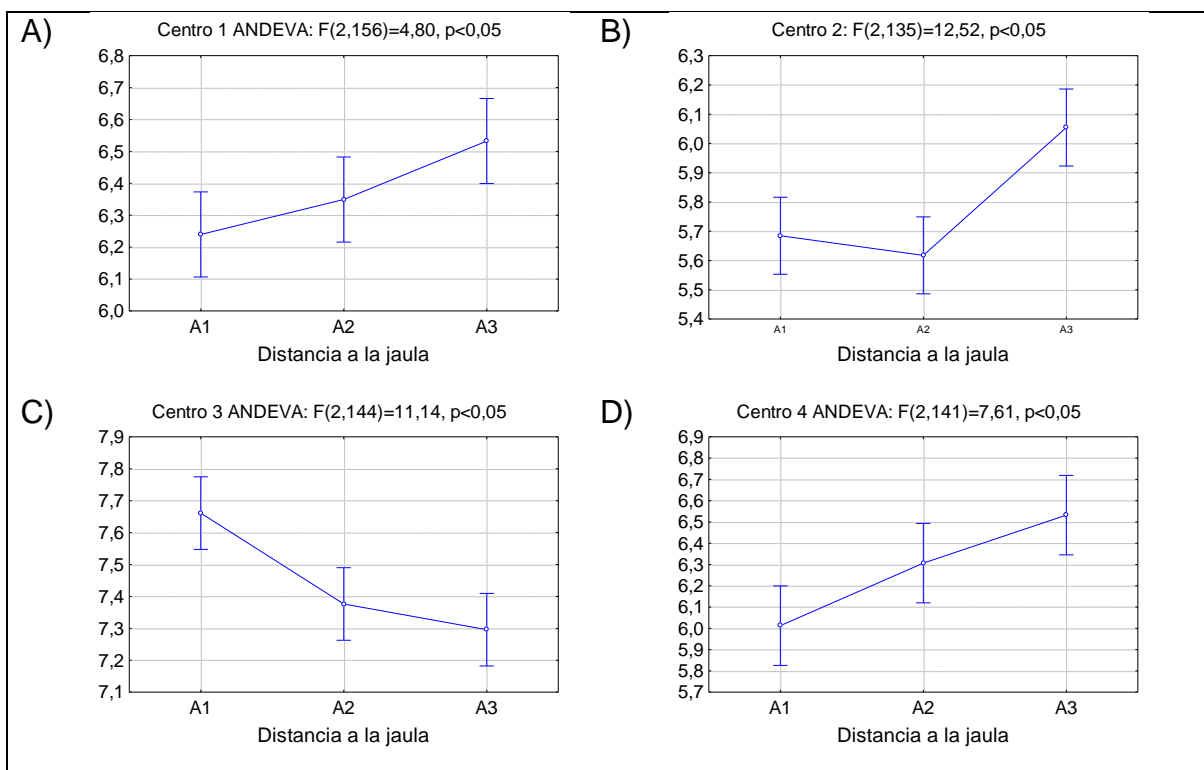 A)
Centro 1 ANDEVA: F(2,156)=4,80, p<0,05
6,8
6,7
6,6
6,5
6,4
6,3
6,2
6,1
6,0
A1 A2 A3
Distancia a la jaula
B)
Centro 2: F(2,135)=12,52, p<0,05
6,3
6,2
6,1
6,0
5,9
5,8
5,7
5,6
5,5
5,4
A1 A2 A3
Distancia a la jaula
C)
Centro 3 ANDEVA: F(2,144)=11,14, p<0,05
7,9
7,8
7,7
7,6
7,5
7,4
7,3
7,2
7,1
A1 A2 A3
Distancia a la jaula
D)
Centro 4 ANDEVA: F(2,141)=7,61, p<0,05
6,9
6,8
6,7
6,6
6,5
6,4
6,3
6,2
6,1
6,0
5,9
5,8
5,7
A1 A2 A3
Distancia a la jaula